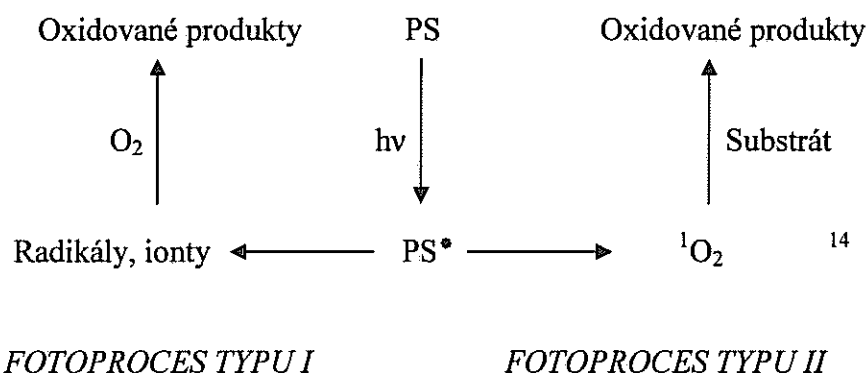 Oxidované produkty PS Oxidované produkty
O₂ hν Substrát
Radikály, ionty PS* ¹O₂ ¹⁴
FOTOPROCES TYPU I FOTOPROCES TYPU II